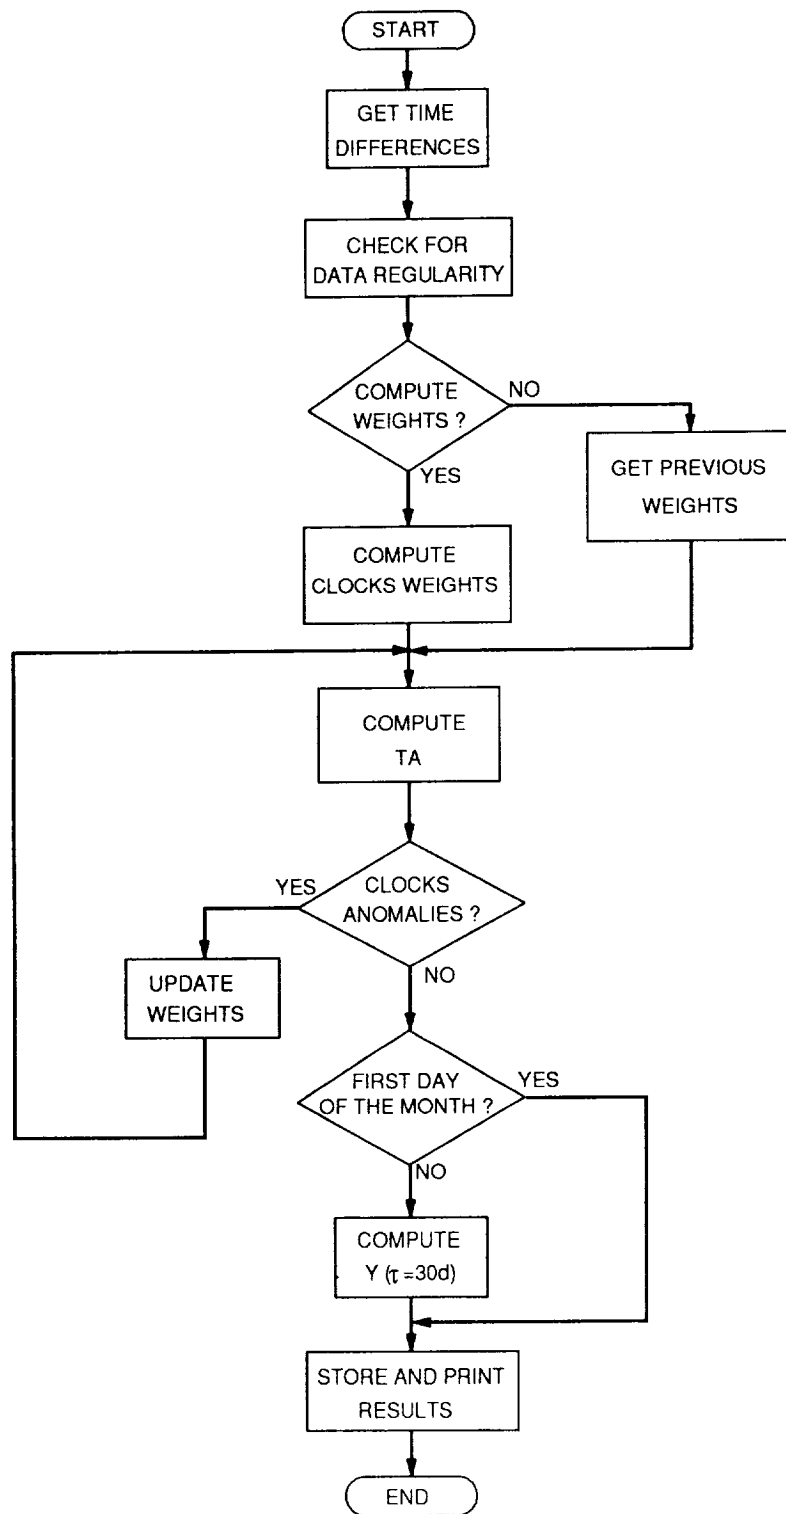 START
GET TIME
DIFFERENCES
CHECK FOR
DATA REGULARITY
COMPUTE
WEIGHTS ?
NO
YES
GET PREVIOUS
WEIGHTS
COMPUTE
CLOCKS WEIGHTS
COMPUTE
TA
CLOCKS
ANOMALIES ?
YES
NO
UPDATE
WEIGHTS
FIRST DAY
OF THE MONTH ?
YES
NO
COMPUTE
Y (τ =30d)
STORE AND PRINT
RESULTS
END